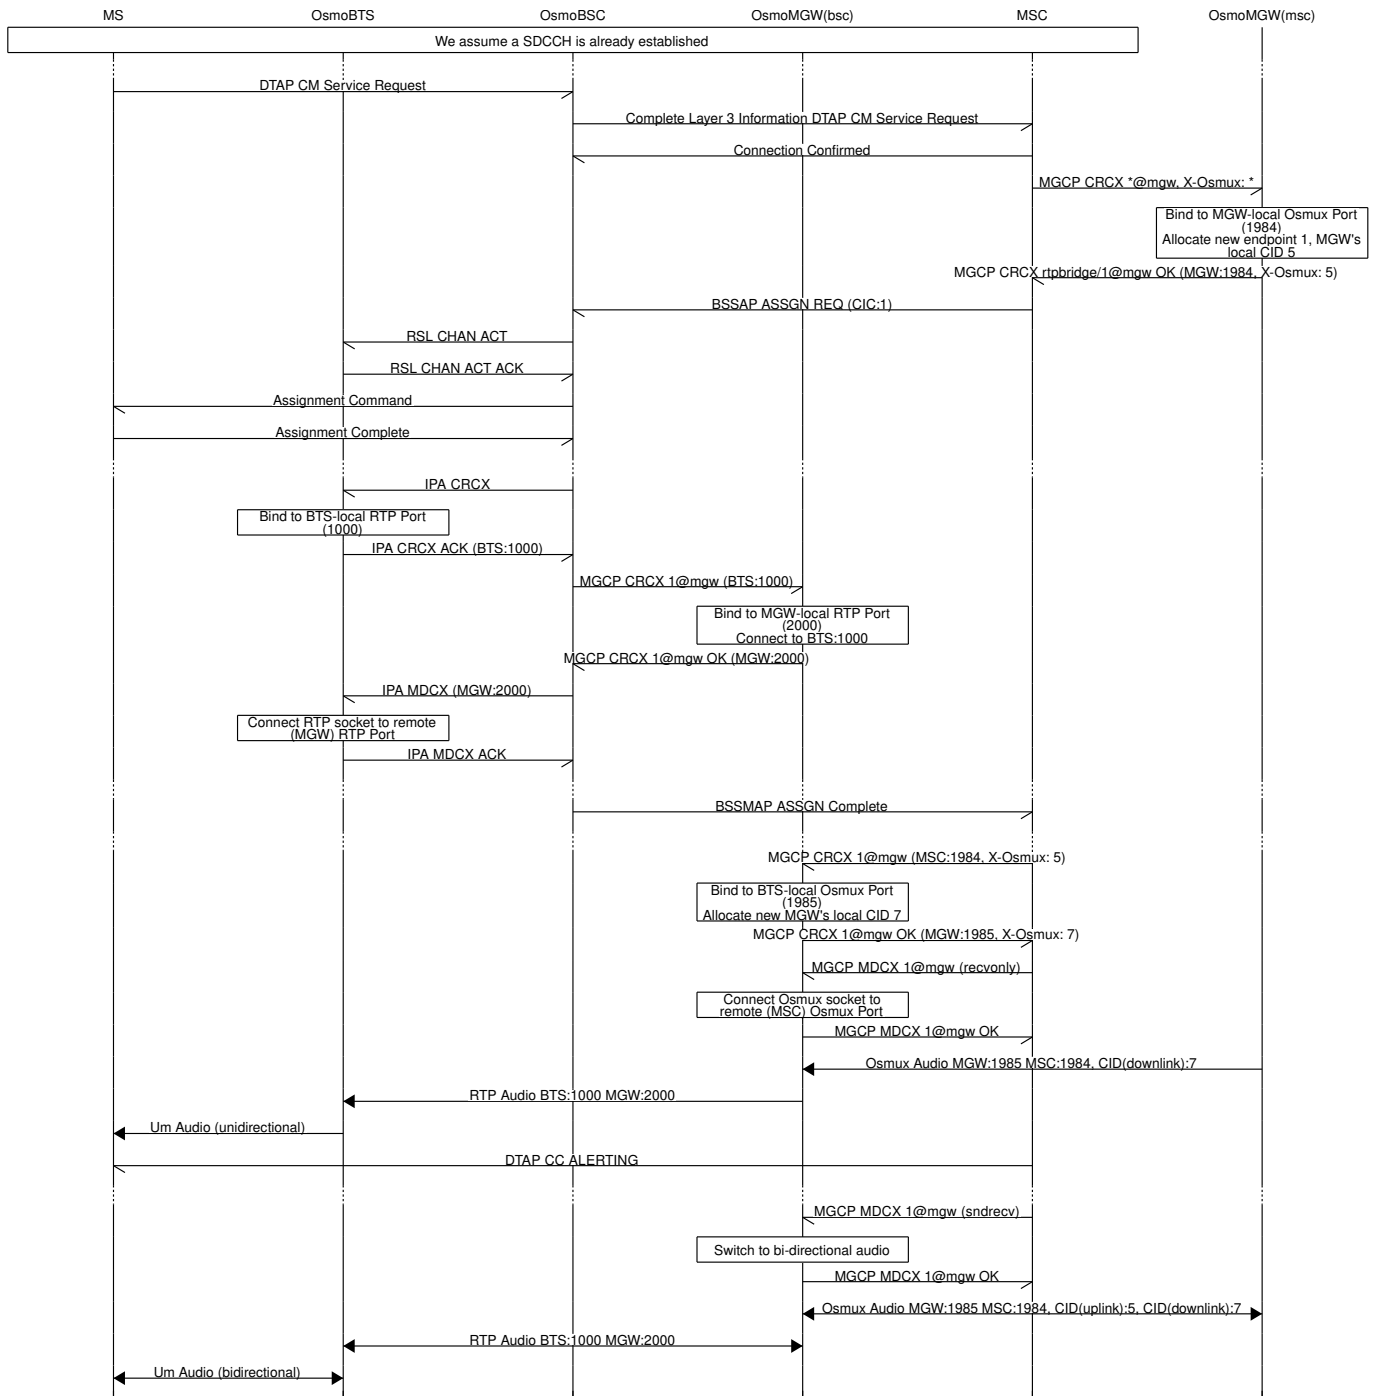 MS OsmoBTS OsmoBSC OsmoMGW(bsc) MSC OsmoMGW(msc)
We assume a SDCCH is already established
DTAP CM Service Request
Complete Layer 3 Information DTAP CM Service Request
Connection Confirmed
MGCP CRCX *@mgw, X-Osmux: *
Bind to MGW-local Osmux Port
(1984)
Allocate new endpoint 1, MGW's
local CID 5
MGCP CRCX rtpbridge/1@mgw OK (MGW:1984, X-Osmux: 5)
BSSAP ASSGN REQ (CIC:1)
RSL CHAN ACT
RSL CHAN ACT ACK
Assignment Command
Assignment Complete
IPA CRCX
Bind to BTS-local RTP Port
(1000)
IPA CRCX ACK (BTS:1000)
MGCP CRCX 1@mgw (BTS:1000)
Bind to MGW-local RTP Port
(2000)
Connect to BTS:1000
MGCP CRCX 1@mgw OK (MGW:2000)
IPA MDCX (MGW:2000)
Connect RTP socket to remote
(MGW) RTP Port
IPA MDCX ACK
BSSMAP ASSGN Complete
MGCP CRCX 1@mgw (MSC:1984, X-Osmux: 5)
Bind to BTS-local Osmux Port
(1985)
Allocate new MGW's local CID 7
MGCP CRCX 1@mgw OK (MGW:1985, X-Osmux: 7)
MGCP MDCX 1@mgw (recvonly)
Connect Osmux socket to
remote (MSC) Osmux Port
MGCP MDCX 1@mgw OK
Osmux Audio MGW:1985 MSC:1984, CID(downlink):7
RTP Audio BTS:1000 MGW:2000
Um Audio (unidirectional)
DTAP CC ALERTING
MGCP MDCX 1@mgw (sndrecv)
Switch to bi-directional audio
MGCP MDCX 1@mgw OK
Osmux Audio MGW:1985 MSC:1984, CID(uplink):5, CID(downlink):7
RTP Audio BTS:1000 MGW:2000
Um Audio (bidirectional)